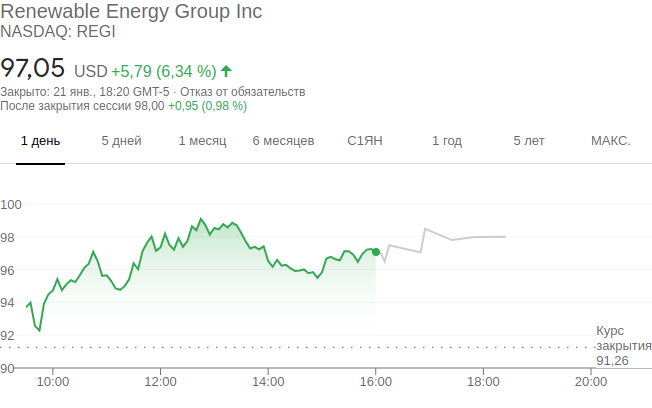 Renewable Energy Group Inc
NASDAQ: REGI
97,05 USD +5,79 (6,34 %)
Закрыто: 21 янв., 18:20 GMT-5 · Отказ от обязательств
После закрытия сессии 98,00 +0,95 (0,98 %)
1 день 5 дней 1 месяц 6 месяцев С1ЯН 1 год 5 лет МАКС.
100
98
96
94
92
Курс
закрытия
91,26
90
10:00 12:00 14:00 16:00 18:00 20:00